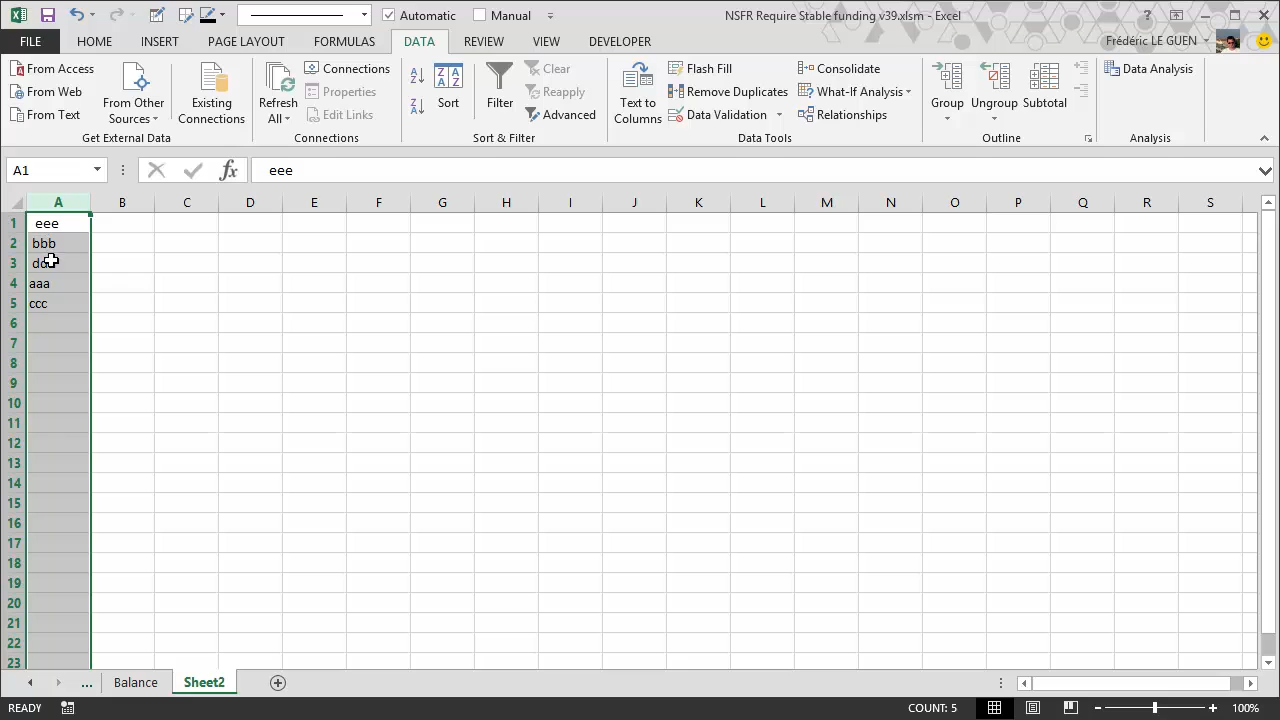 Automatic Manual NSFR Require Stable funding v39.xlsm - Excel ?
FILE HOME INSERT PAGE LAYOUT FORMULAS DATA REVIEW VIEW DEVELOPER Frédéric LE GUEN
From Access
From Web
From Text
From Other
Sources
Existing
Connections
Get External Data
Refresh
All
Connections
Properties
Edit Links
Connections
Sort
Filter
Clear
Reapply
Advanced
Sort & Filter
Text to
Columns
Flash Fill
Remove Duplicates
Data Validation
Consolidate
What-If Analysis
Relationships
Data Tools
Group
Ungroup
Subtotal
Outline
Data Analysis
Analysis
A1 fx eee
A B C D E F G H I J K L M N O P Q R S
1 eee
2 bbb
3
4 aaa
5 ccc
6
7
8
9
10
11
12
13
14
15
16
17
18
19
20
21
22
23
... Balance Sheet2
READY COUNT: 5 100%